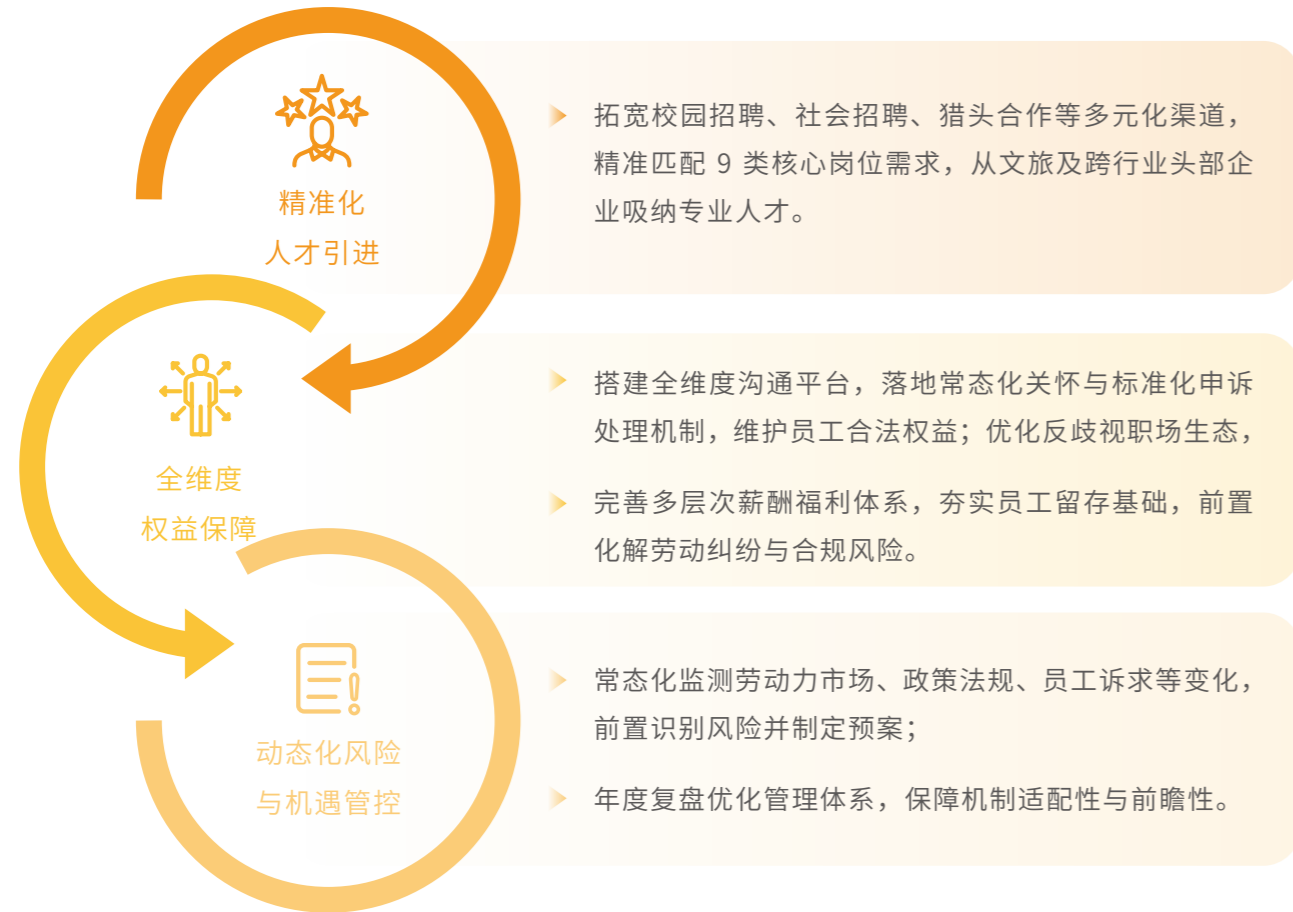 精准化
人才引进
拓宽校园招聘、社会招聘、猎头合作等多元化渠道，
精准匹配 9 类核心岗位需求，从文旅及跨行业头部企
业吸纳专业人才。
全维度
权益保障
搭建全维度沟通平台，落地常态化关怀与标准化申诉
处理机制，维护员工合法权益；优化反歧视职场生态，
完善多层次薪酬福利体系，夯实员工留存基础，前置
化解劳动纠纷与合规风险。
动态化风险
与机遇管控
常态化监测劳动力市场、政策法规、员工诉求等变化，
前置识别风险并制定预案；
年度复盘优化管理体系，保障机制适配性与前瞻性。